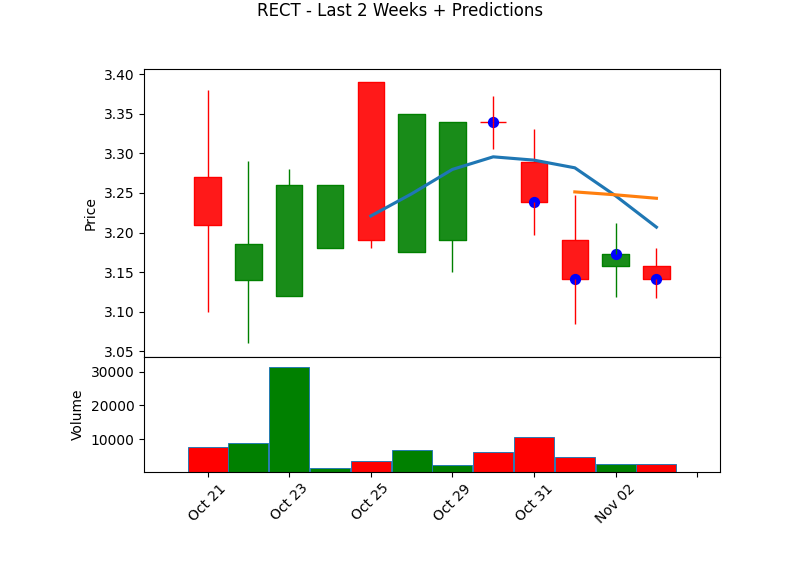 RECT - Last 2 Weeks + Predictions
3.40
3.35
3.30
3.25
3.20
3.15
3.10
3.05
Price
30000
20000
10000
Volume
Oct 21
Oct 23
Oct 25
Oct 29
Oct 31
Nov 02